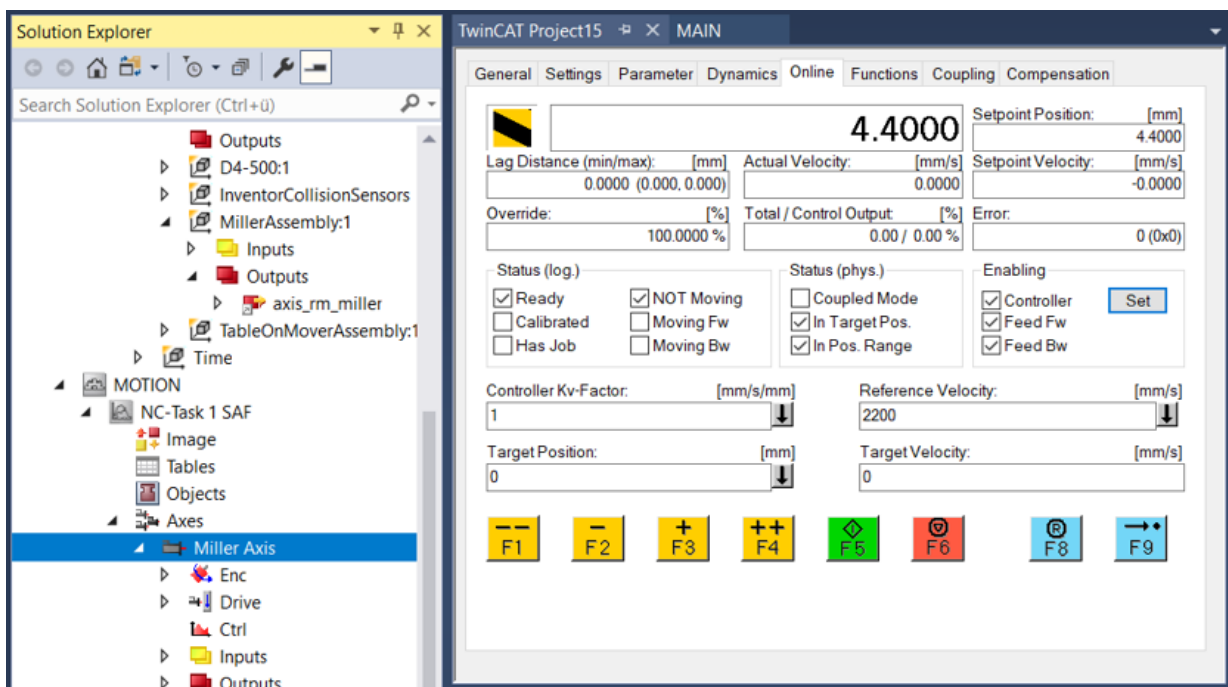 Solution Explorer
Search Solution Explorer (Ctrl+ü)
Outputs
D4-500:1
InventorCollisionSensors
MillerAssembly:1
Inputs
Outputs
axis_rm_miller
TableOnMoverAssembly:1
Time
MOTION
NC-Task 1 SAF
Image
Tables
Objects
Axes
Miller Axis
Enc
Drive
Ctrl
Inputs
Outputs
TwinCAT Project15 MAIN
General Settings Parameter Dynamics Online Functions Coupling Compensation
4.4000
Setpoint Position: [mm]
4.4000
Lag Distance (min/max): [mm] Actual Velocity: [mm/s] Setpoint Velocity: [mm/s]
0.0000 (0.000, 0.000) 0.0000 -0.0000
Override: [%] Total / Control Output: [%] Error:
100.0000 % 0.00 / 0.00 % 0 (0x0)
Status (log.) Status (phys.) Enabling
Ready NOT Moving Coupled Mode Controller Set
Calibrated Moving Fw In Target Pos. Feed Fw
Has Job Moving Bw In Pos. Range Feed Bw
Controller Kv-Factor: [mm/s/mm] Reference Velocity: [mm/s]
1 2200
Target Position: [mm] Target Velocity: [mm/s]
0 0
-- - + ++ R
F1 F2 F3 F4 F5 F6 F8 F9